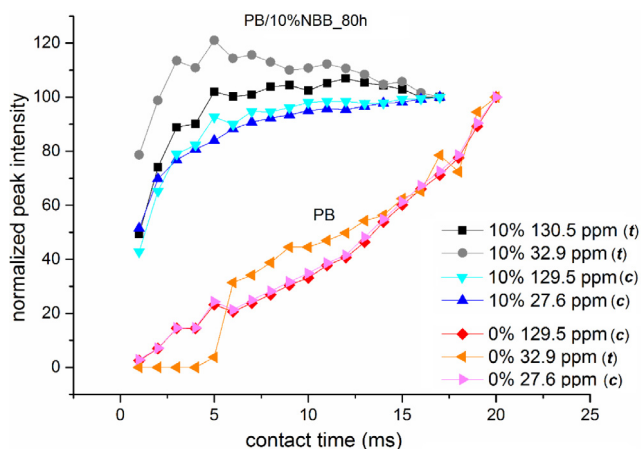 PB/10%NBB_80h
120
100
80
60
40
20
0
normalized peak intensity
PB
10% 130.5 ppm (t)
10% 32.9 ppm (t)
10% 129.5 ppm (c)
10% 27.6 ppm (c)
0% 129.5 ppm (c)
0% 32.9 ppm (t)
0% 27.6 ppm (c)
0 5 10 15 20 25
contact time (ms)